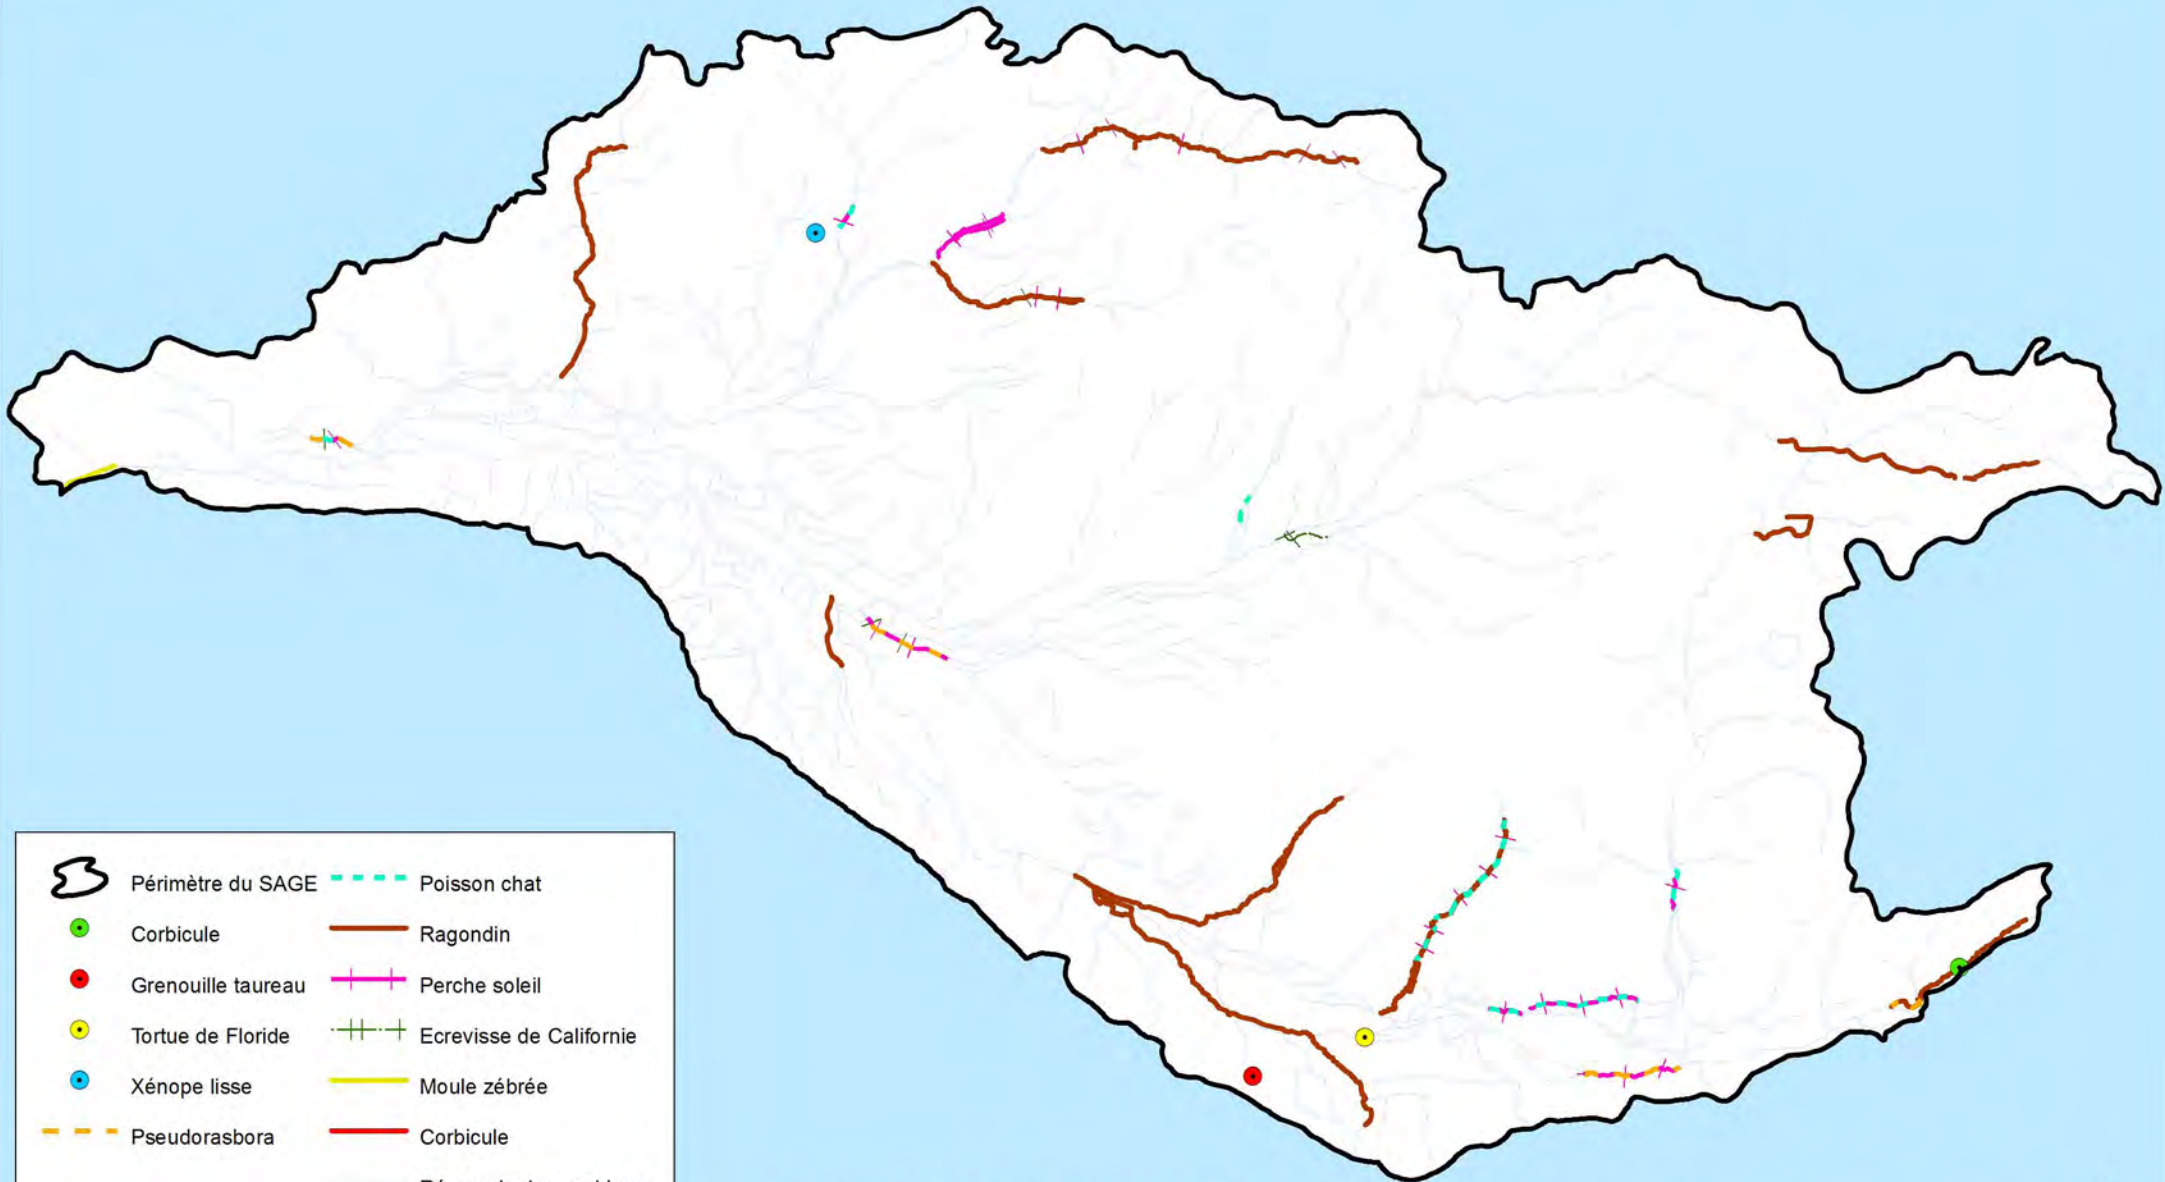 Périmètre du SAGE
Corbicule
Grenouille taureau
Tortue de Floride
Xénope lisse
Pseudorasbora
Poisson chat
Ragondin
Perche soleil
Ecrevisse de Californie
Moule zébrée
Corbicule